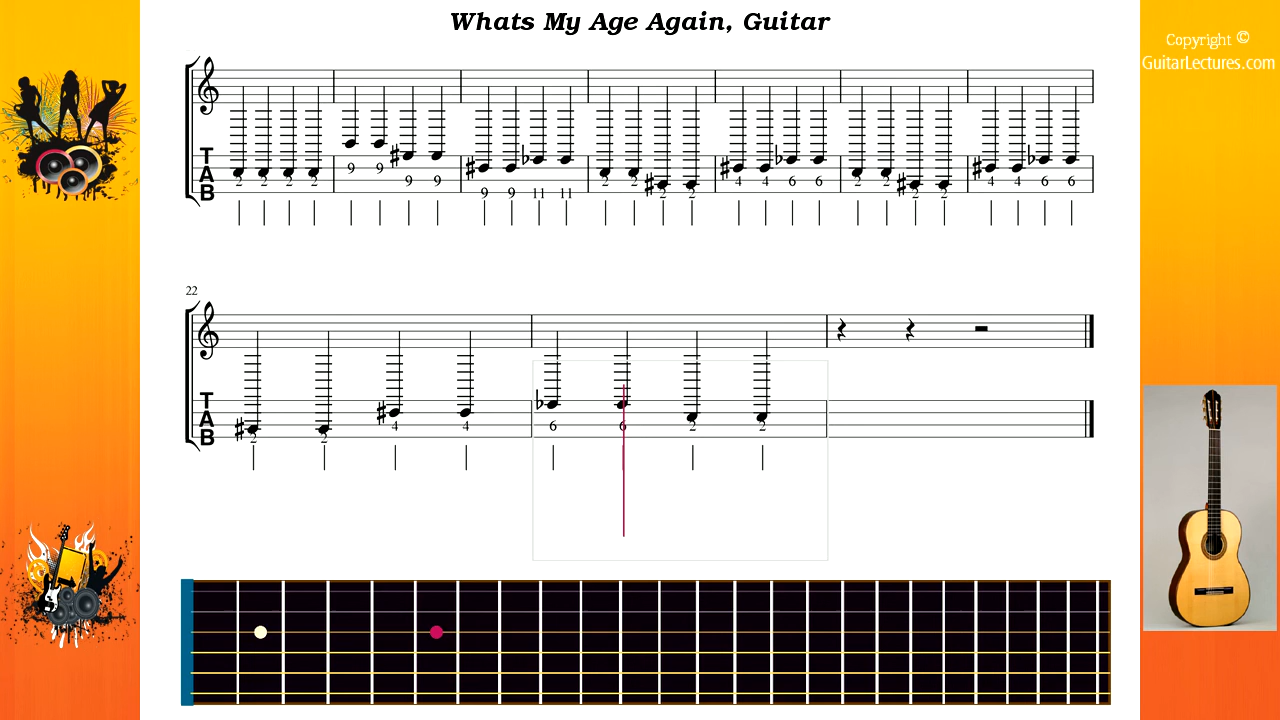 Whats My Age Again, Guitar
Copyright ©
GuitarLectures.com
T
A
B
2 2 2 2 9 9 9 9 9 9 11 11 2 2 2 2 4 4 6 6 2 2 2 2 4 4 6 6
22
T
A
B
2 2 4 4 6 6 2 2